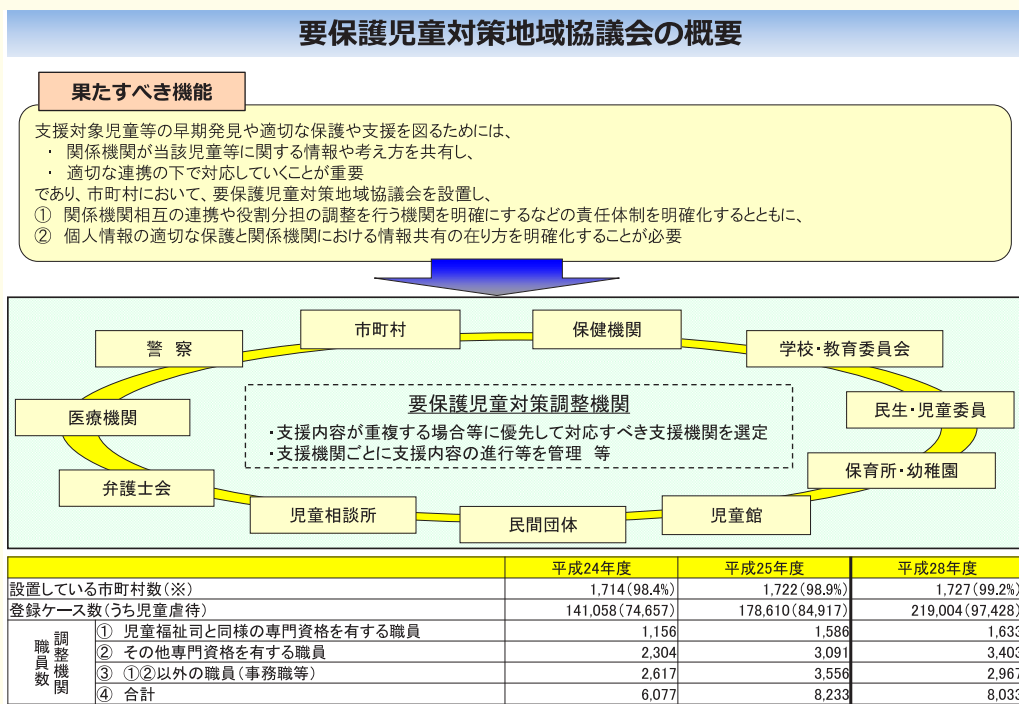 要保護児童対策地域協議会の概要
果たすべき機能
支援対象児童等の早期発見や適切な保護や支援を図るためには、
・ 関係機関が当該児童等に関する情報や考え方を共有し、
・ 適切な連携の下で対応していくことが重要
であり、市町村において、要保護児童対策地域協議会を設置し、
① 関係機関相互の連携や役割分担の調整を行う機関を明確にするなどの責任体制を明確化するとともに、
② 個人情報の適切な保護と関係機関における情報共有の在り方を明確化することが必要
市町村
保健機関
警 察
学校・教育委員会
医療機関
民生・児童委員
要保護児童対策調整機関
・支援内容が重複する場合等に優先して対応すべき支援機関を選定
・支援機関ごとに支援内容の進行等を管理 等
保育所・幼稚園
弁護士会
児童相談所
民間団体
児童館
平成24年度 平成25年度 平成28年度
設置している市町村数(※) 1,714(98.4%) 1,722(98.9%) 1,727(99.2%)
登録ケース数(うち児童虐待) 141,058(74,657) 178,610(84,917) 219,004(97,428)
調整機関
職員数
① 児童福祉司と同様の専門資格を有する職員 1,156 1,586 1,633
② その他専門資格を有する職員 2,304 3,091 3,403
③ ①②以外の職員(事務職等) 2,617 3,556 2,967
④ 合計 6,077 8,233 8,033